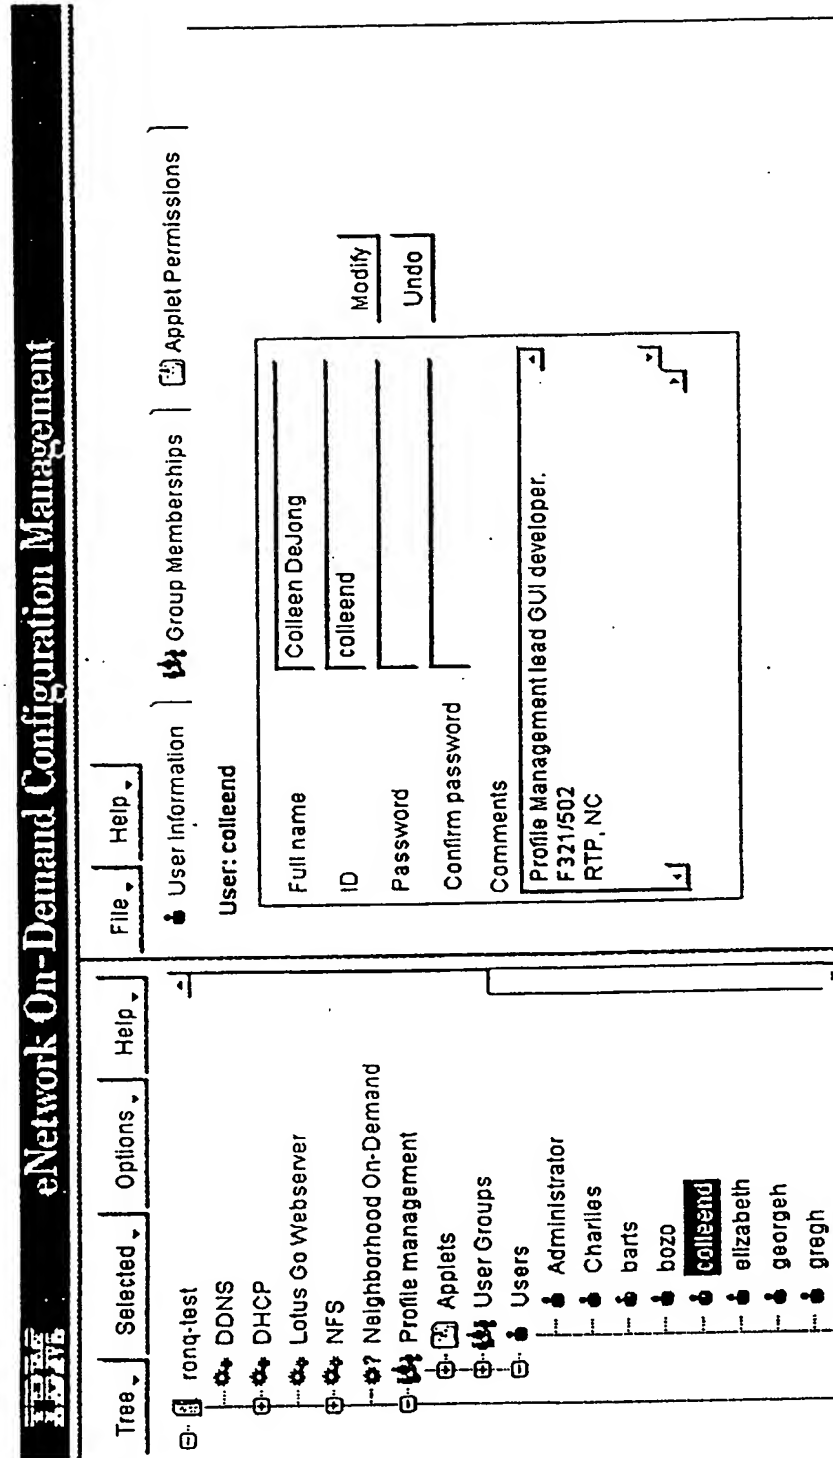 IBM eNetwork On-Demand Configuration Management
Tree Selected Options Help
ronq-test
DDNS
DHCP
Lotus Go Webserver
NFS
? Neighborhood On-Demand
Profile management
Applets
User Groups
Users
Administrator
Charlies
barts
bozo
colleend
elizabeth
georgeh
gregh
File Help
User Information Group Memberships Applet Permissions
User: colleend
Full name Colleen DeJong
ID colleend
Password
Confirm password
Comments
Profile Management lead GUI developer.
F321/502
RTP, NC
Modify
Undo